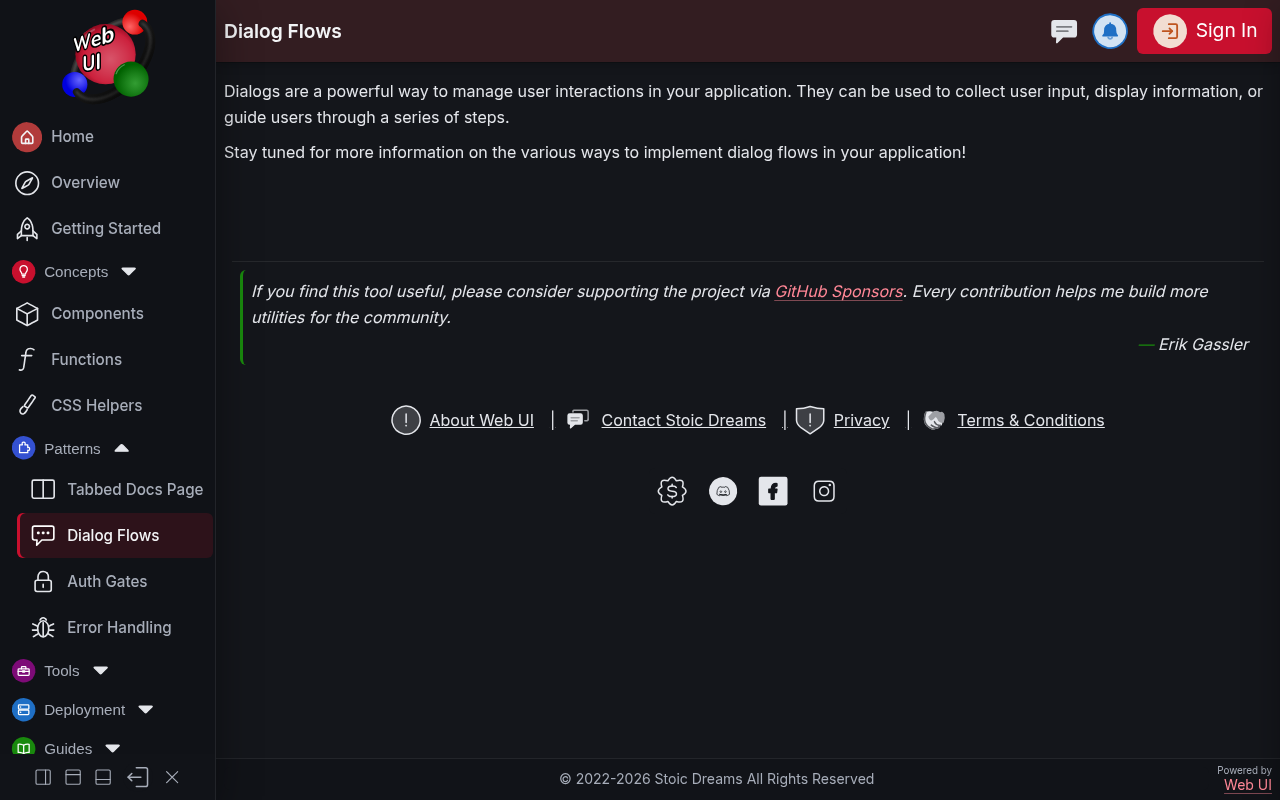 Web
UI
Home
Overview
Getting Started
Concepts
Components
Functions
CSS Helpers
Patterns
Tabbed Docs Page
Dialog Flows
Auth Gates
Error Handling
Tools
Deployment
Guides
Dialog Flows
Sign In
Dialogs are a powerful way to manage user interactions in your application. They can be used to collect user input, display information, or
guide users through a series of steps.
Stay tuned for more information on the various ways to implement dialog flows in your application!
If you find this tool useful, please consider supporting the project via GitHub Sponsors. Every contribution helps me build more
utilities for the community.
— Erik Gassler
About Web UI | Contact Stoic Dreams | Privacy | Terms & Conditions
© 2022-2026 Stoic Dreams All Rights Reserved
Powered by
Web UI